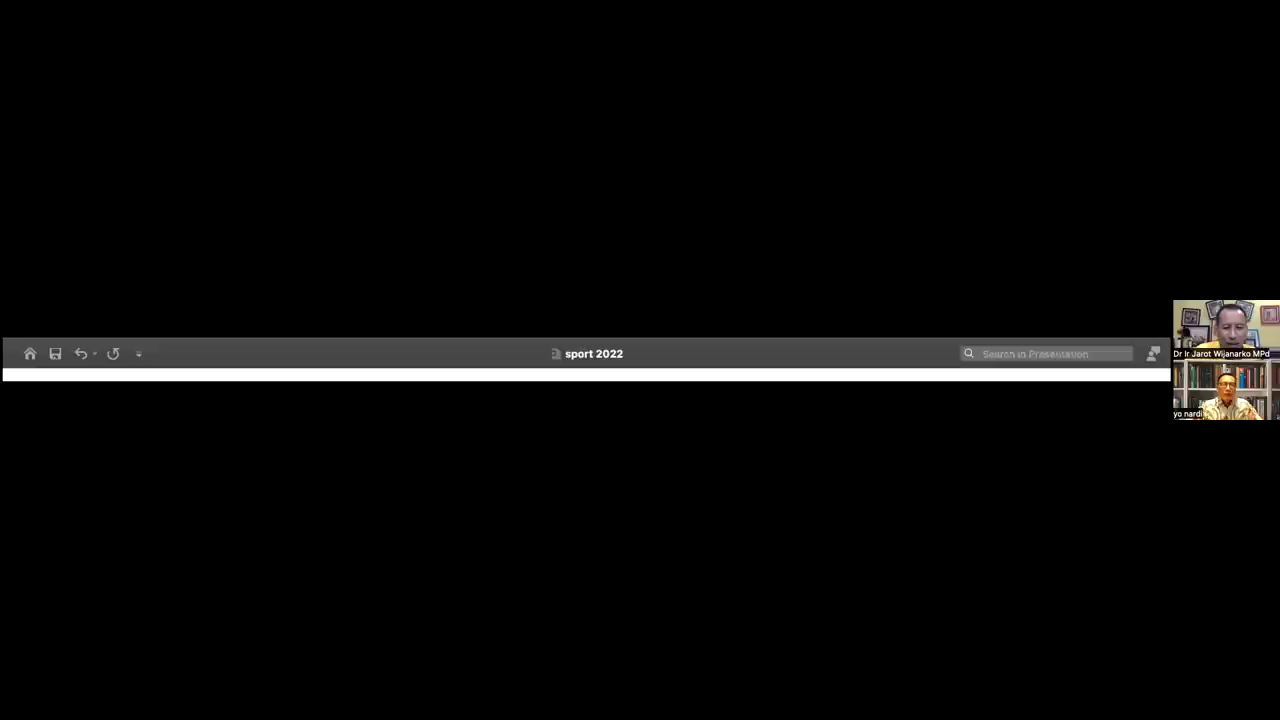 sport 2022
Search in Presentation
Dr Ir Jarot Wijanarko MPd
yo nardi